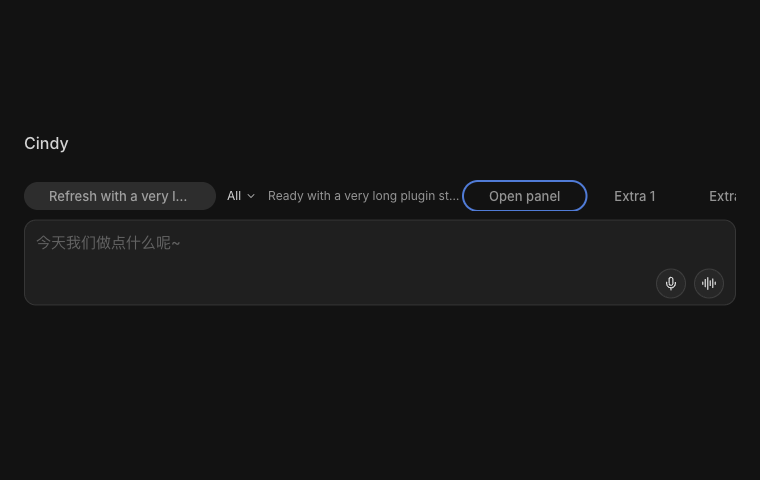 Cindy
Refresh with a very l... All Ready with a very long plugin st... Open panel Extra 1 Extra
今天我们做点什么呢~